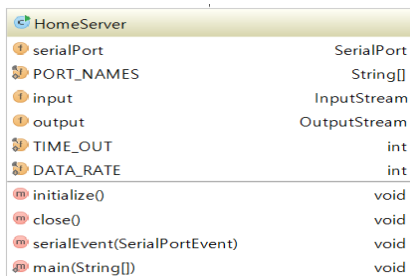 HomeServer
serialPort SerialPort
PORT_NAMES String[]
input InputStream
output OutputStream
TIME_OUT int
DATA_RATE int
initialize() void
close() void
serialEvent(SerialPortEvent) void
main(String[]) void